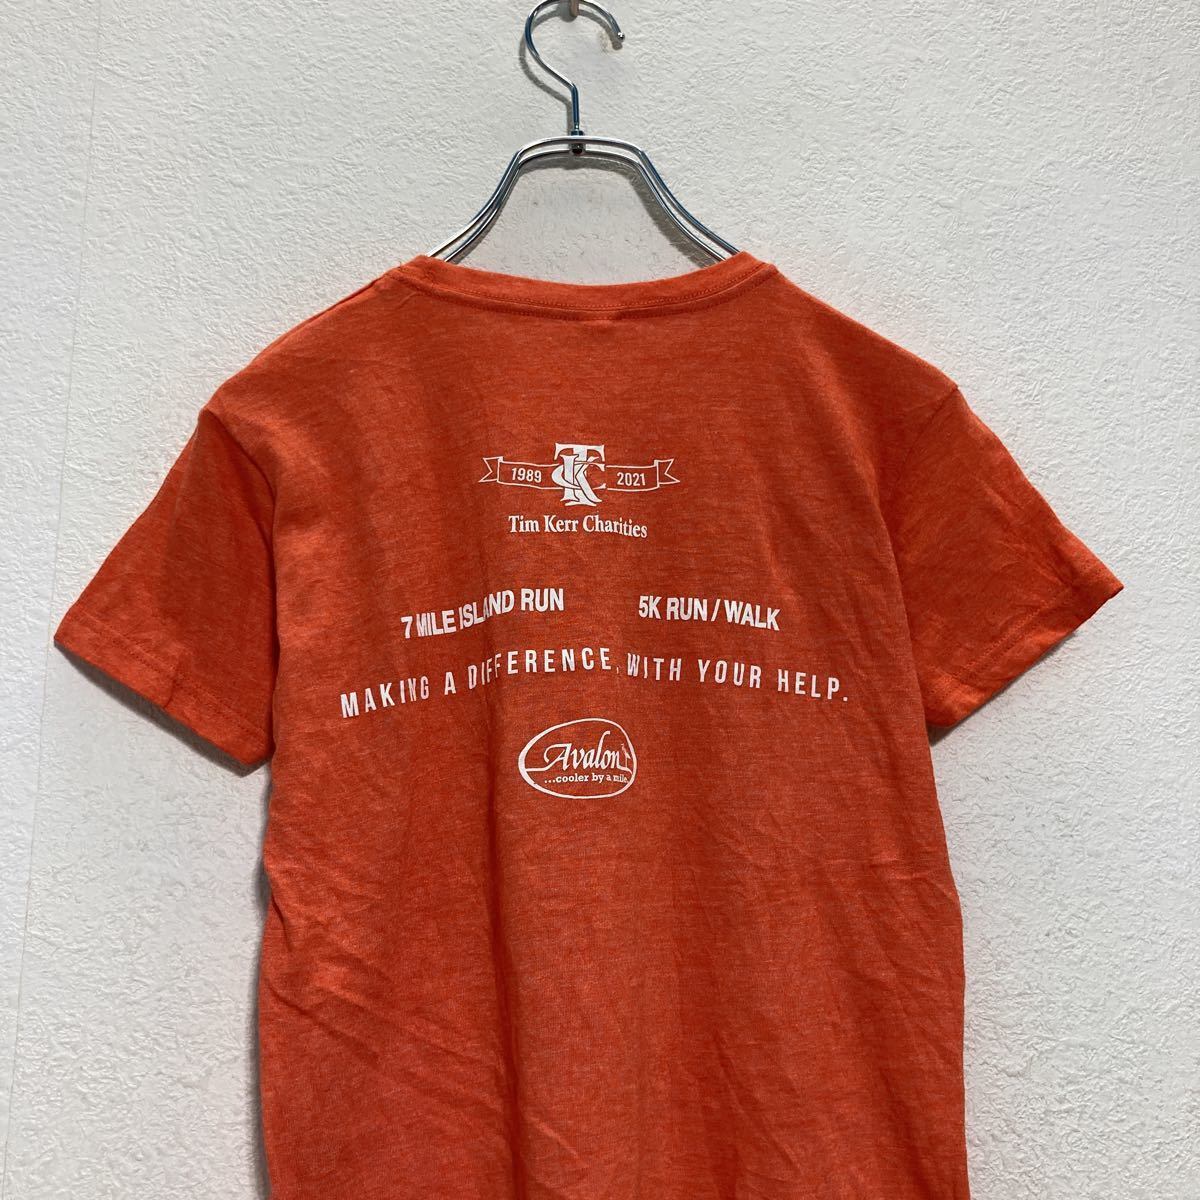 1989 TKC 2021
Tim Kerr Charities
7 MILE ISLAND RUN 5K RUN/WALK
MAKING A DIFFERENCE, WITH YOUR HELP.
Avalon
...cooler by a mile.